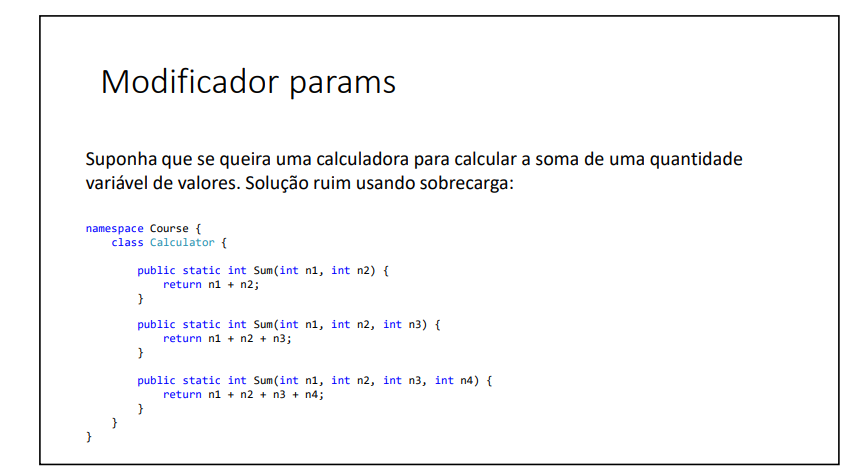 Modificador params
Suponha que se queira uma calculadora para calcular a soma de uma quantidade
variável de valores. Solução ruim usando sobrecarga:
namespace Course {
    class Calculator {
        public static int Sum(int n1, int n2) {
            return n1 + n2;
        }
        public static int Sum(int n1, int n2, int n3) {
            return n1 + n2 + n3;
        }
        public static int Sum(int n1, int n2, int n3, int n4) {
            return n1 + n2 + n3 + n4;
        }
    }
}